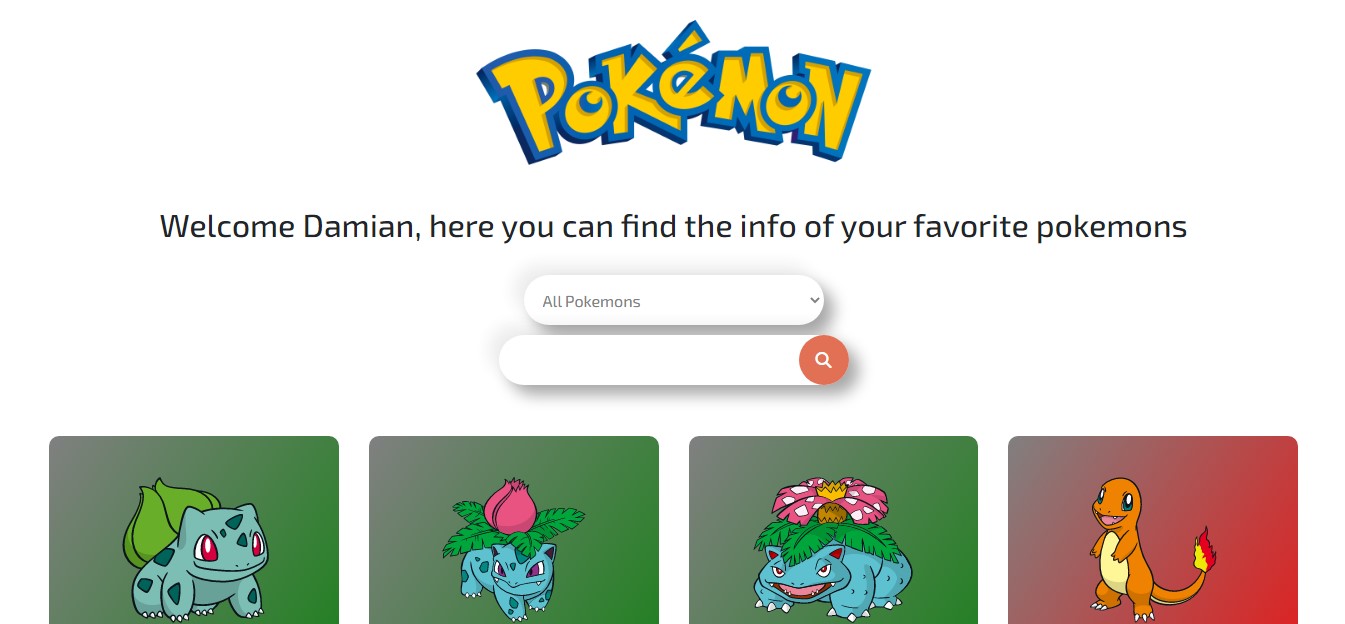 POKéMON
Welcome Damian, here you can find the info of your favorite pokemons
All Pokemons